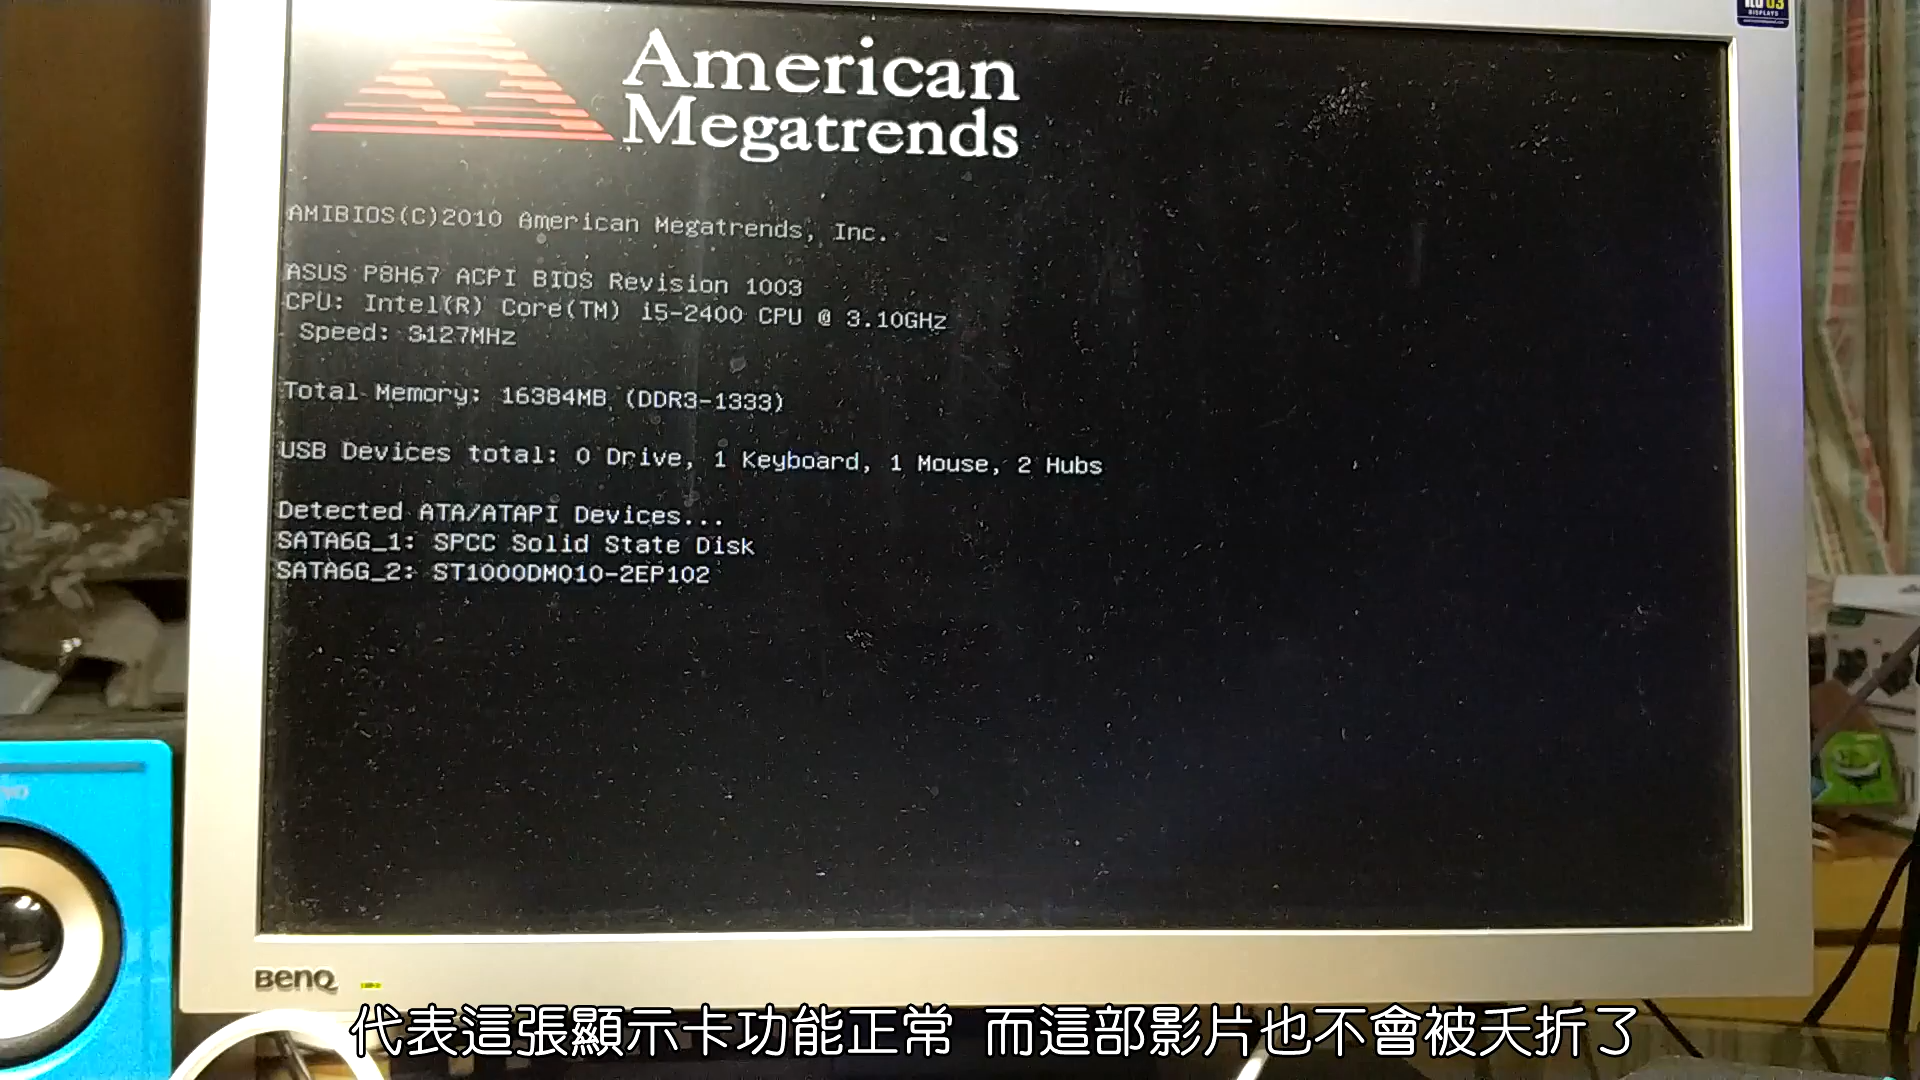 American
Megatrends
AMIBIOS(C)2010 American Megatrends, Inc.
ASUS P8H67 ACPI BIOS Revision 1003
CPU: Intel(R) Core(TM) i5-2400 CPU @ 3.10GHz
Speed: 3127MHz
Total Memory: 16384MB (DDR3-1333)
USB Devices total: 0 Drive, 1 Keyboard, 1 Mouse, 2 Hubs
Detected ATA/ATAPI Devices...
SATA6G_1: SPCC Solid State Disk
SATA6G_2: ST1000DM010-2EP102
BenQ
代表這張顯示卡功能正常 而這部影片也不會被夭折了